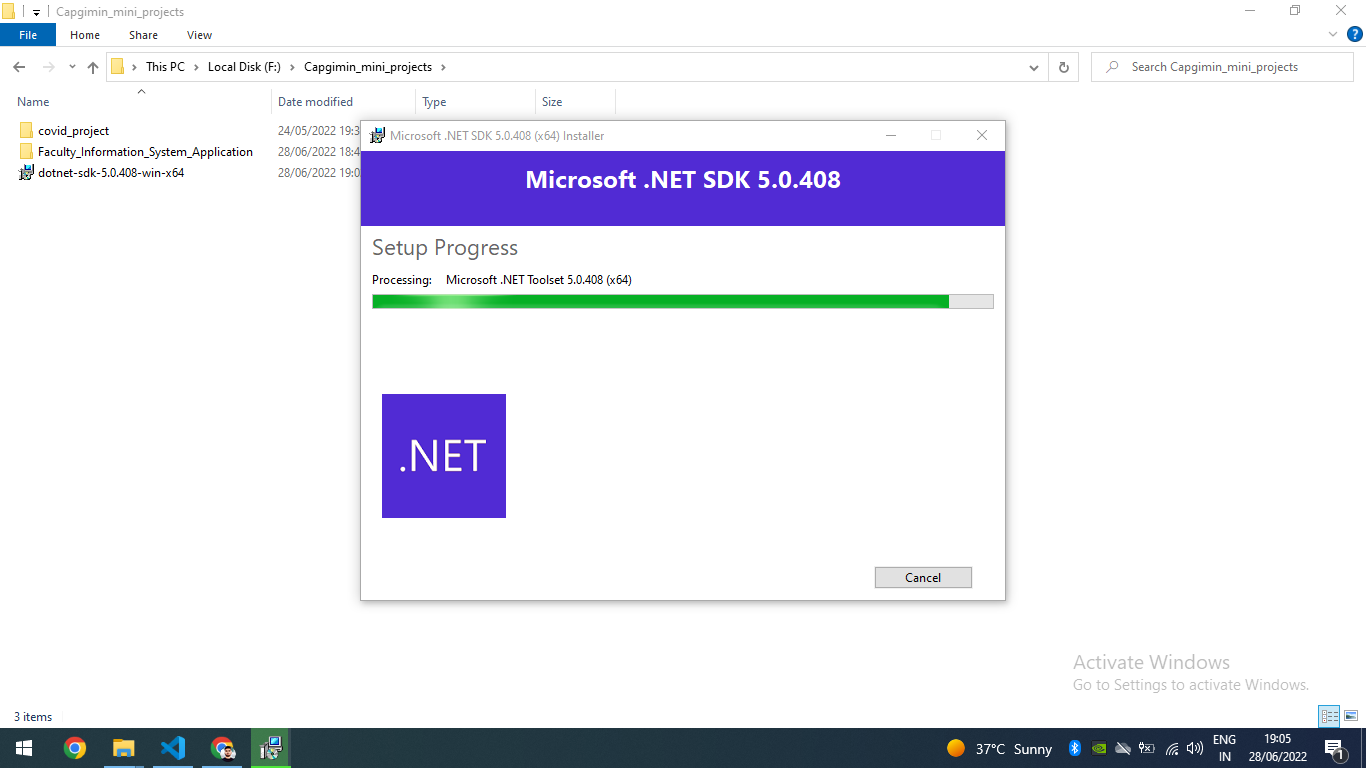 Capgimin_mini_projects
File Home Share View
This PC Local Disk (F:) Capgimin_mini_projects Search Capgimin_mini_projects
Name Date modified Type Size
covid_project 24/05/2022 19:3
Faculty_Information_System_Application 28/06/2022 18:4
dotnet-sdk-5.0.408-win-x64 28/06/2022 19:0
Microsoft .NET SDK 5.0.408 (x64) Installer
Microsoft .NET SDK 5.0.408
Setup Progress
Processing: Microsoft .NET Toolset 5.0.408 (x64)
.NET
Cancel
Activate Windows
Go to Settings to activate Windows.
3 items
37°C Sunny
ENG
IN
19:05
28/06/2022
1